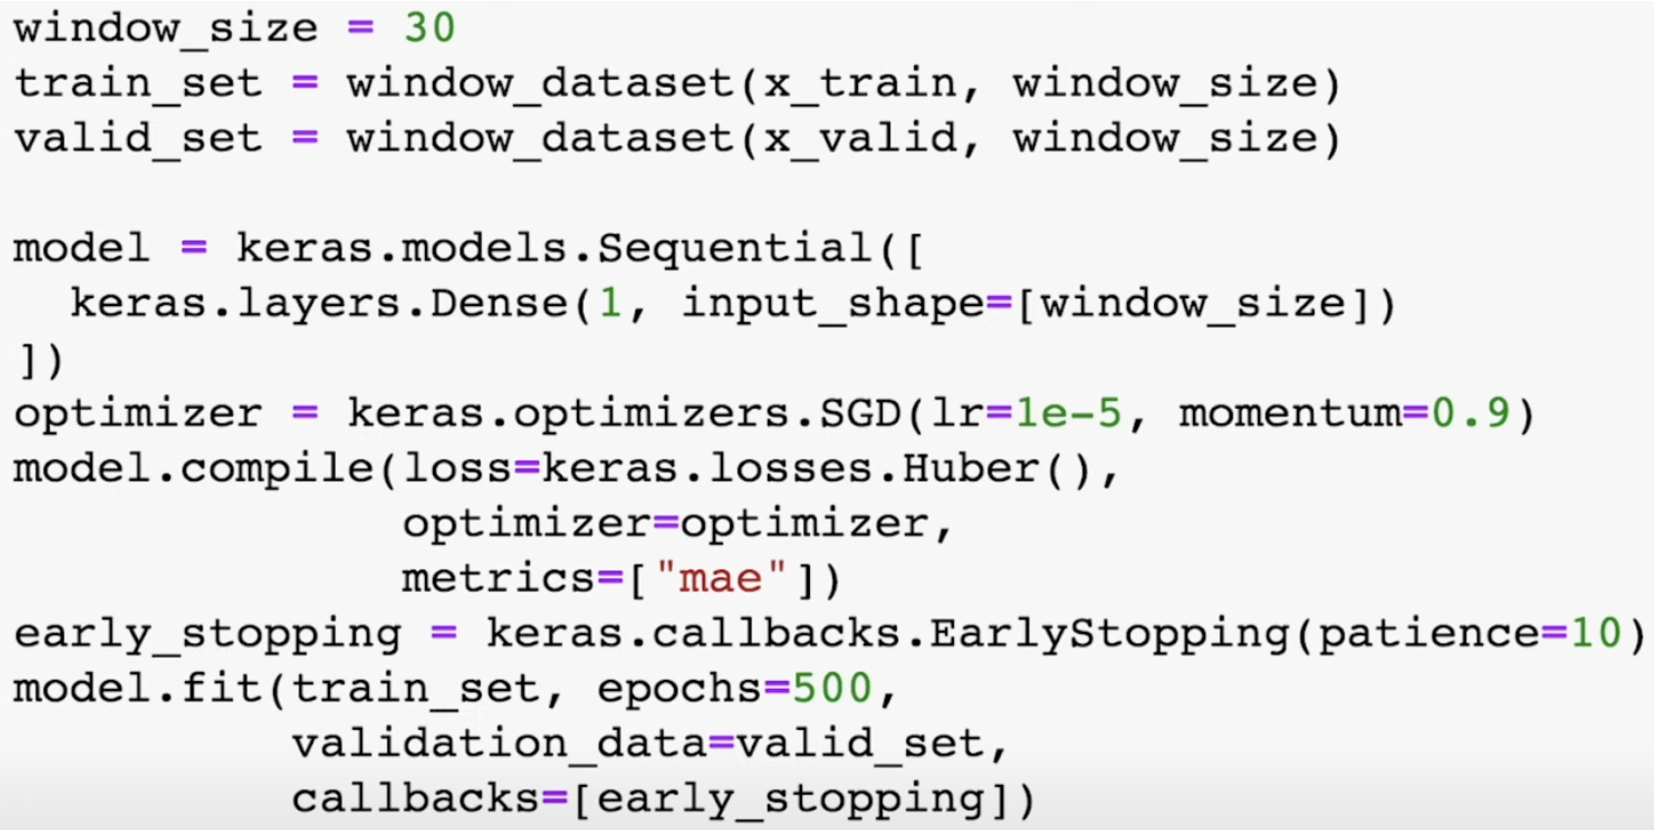 window_size = 30
train_set = window_dataset(x_train, window_size)
valid_set = window_dataset(x_valid, window_size)

model = keras.models.Sequential([
  keras.layers.Dense(1, input_shape=[window_size])
])
optimizer = keras.optimizers.SGD(lr=1e-5, momentum=0.9)
model.compile(loss=keras.losses.Huber(),
              optimizer=optimizer,
              metrics=["mae"])
early_stopping = keras.callbacks.EarlyStopping(patience=10)
model.fit(train_set, epochs=500,
          validation_data=valid_set,
          callbacks=[early_stopping])